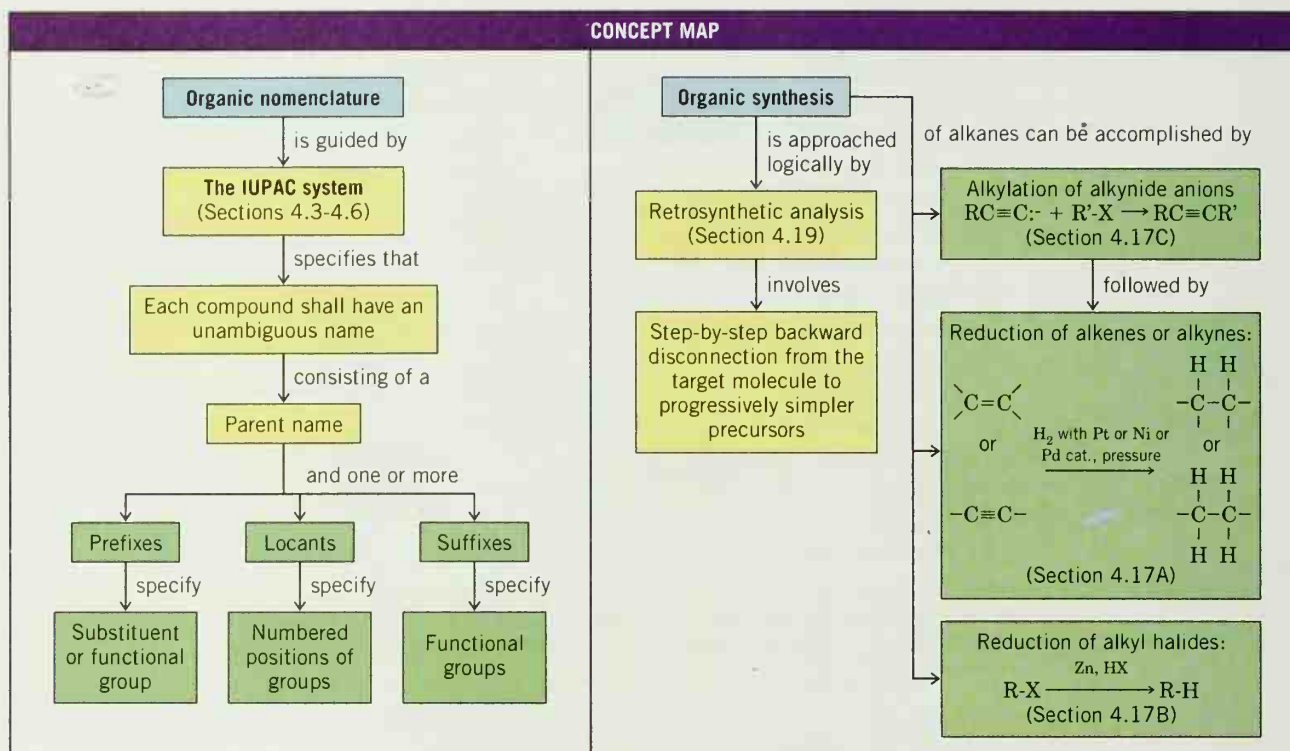 CONCEPT MAP
Organic nomenclature
is guided by
The IUPAC system
(Sections 4.3-4.6)
specifies that
Each compound shall have an
unambiguous name
consisting of a
Parent name
and one or more
Prefixes
Locants
Suffixes
specify
specify
specify
Substituent
or functional
group
Numbered
positions of
groups
Functional
groups
Organic synthesis
is approached
logically by
Retrosynthetic analysis
(Section 4.19)
involves
Step-by-step backward
disconnection from the
target molecule to
progressively simpler
precursors
of alkanes can be accomplished by
Alkylation of alkynide anions
RC≡C:- + R'-X → RC≡CR'
(Section 4.17C)
followed by
Reduction of alkenes or alkynes:
C=C
or
-C≡C-
H₂ with Pt or Ni or
Pd cat., pressure
H H
-C-C-
or
H H
-C-C-
H H
(Section 4.17A)
Reduction of alkyl halides:
Zn, HX
R-X → R-H
(Section 4.17B)